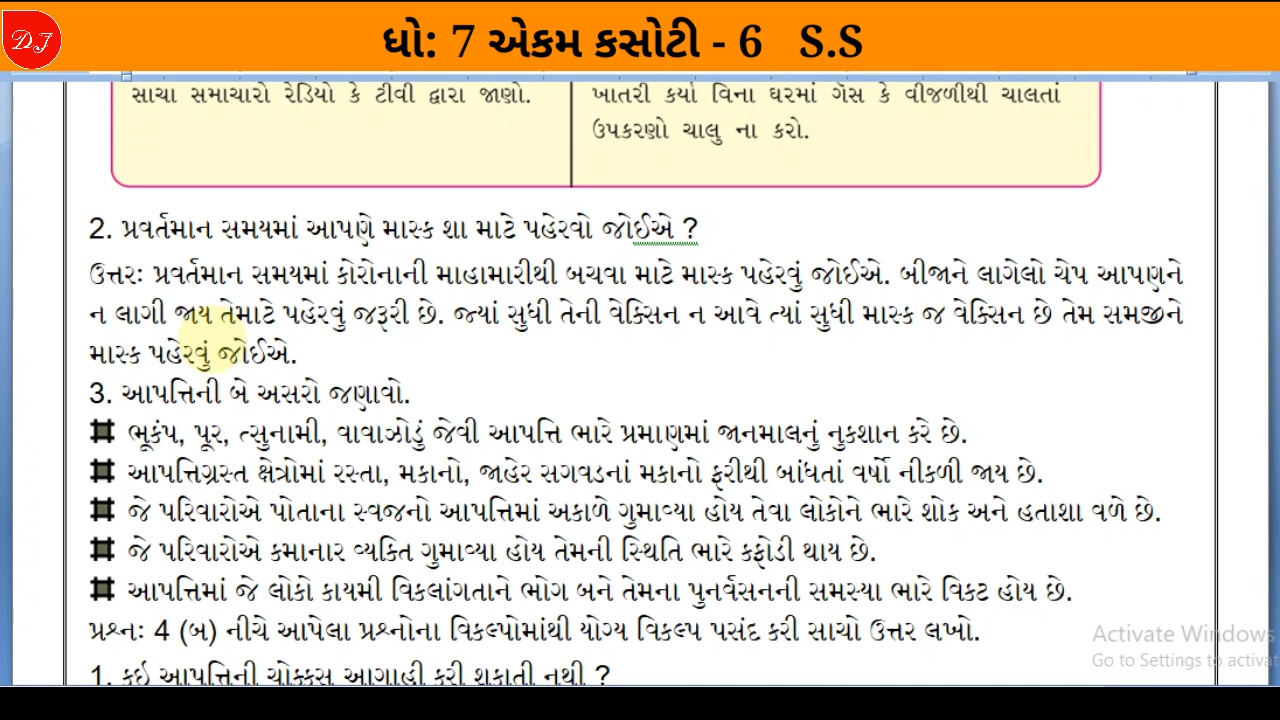 DJ
ધો: 7 એકમ કસોટી - 6 S.S
સાચા સમાચારો રેડિયો કે ટીવી દ્વારા જાણો.
ખાતરી કર્યા વિના ઘરમાં ગૅસ કે વીજળીથી ચાલતાં
ઉપકરણો ચાલુ ના કરો.
2. પ્રવર્તમાન સમયમાં આપણે માસ્ક શા માટે પહેરવો જોઈએ ?
ઉત્તરઃ પ્રવર્તમાન સમયમાં કોરોનાની માહામારીથી બચવા માટે માસ્ક પહેરવું જોઈએ. બીજાને લાગેલો ચેપ આપણને
ન લાગી જાય તેમાટે પહેરવું જરૂરી છે. જ્યાં સુધી તેની વેક્સિન ન આવે ત્યાં સુધી માસ્ક જ વેક્સિન છે તેમ સમજીને
માસ્ક પહેરવું જોઈએ.
3. આપત્તિની બે અસરો જણાવો.
ભૂકંપ, પૂર, ત્સુનામી, વાવાઝોડું જેવી આપત્તિ ભારે પ્રમાણમાં જાનમાલનું નુકશાન કરે છે.
આપત્તિગ્રસ્ત ક્ષેત્રોમાં રસ્તા, મકાનો, જાહેર સગવડનાં મકાનો ફરીથી બાંધતાં વર્ષો નીકળી જાય છે.
જે પરિવારોએ પોતાના સ્વજનો આપત્તિમાં અકાળે ગુમાવ્યા હોય તેવા લોકોને ભારે શોક અને હતાશા વળે છે.
જે પરિવારોએ કમાનાર વ્યકિત ગુમાવ્યા હોય તેમની સ્થિતિ ભારે કફોડી થાય છે.
આપત્તિમાં જે લોકો કાયમી વિકલાંગતાને ભોગ બને તેમના પુનર્વસનની સમસ્યા ભારે વિકટ હોય છે.
પ્રશ્નઃ 4 (બ) નીચે આપેલા પ્રશ્નોના વિકલ્પોમાંથી યોગ્ય વિકલ્પ પસંદ કરી સાચો ઉત્તર લખો.
Activate Windows
Go to Settings to activat
1. કઇ આપત્તિની ચોક્કસ આગાહી કરી શકાતી નથી ?